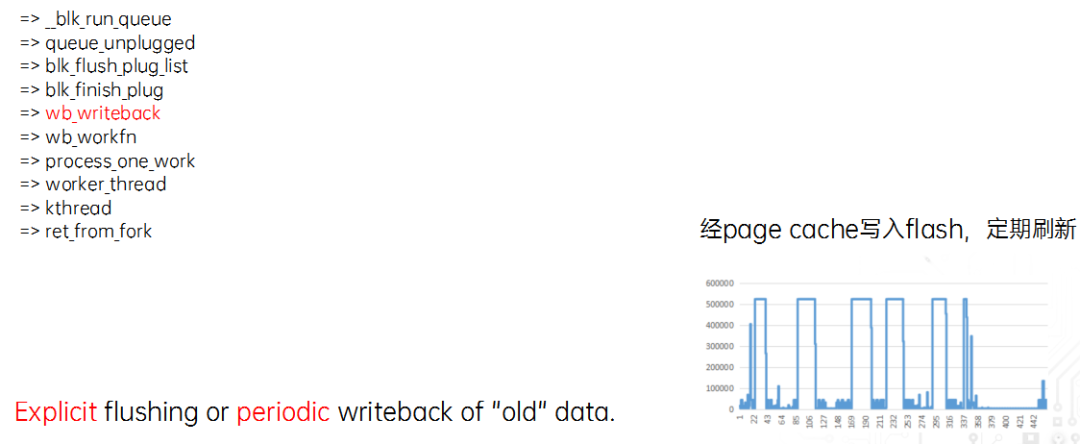 => __blk_run_queue
=> queue_unplugged
=> blk_flush_plug_list
=> blk_finish_plug
=> wb_writeback
=> wb_workfn
=> process_one_work
=> worker_thread
=> kthread
=> ret_from_fork
经page cache写入flash，定期刷新
600000
500000
400000
300000
200000
100000
0
1 22 43 64 85 106 127 148 169 190 211 232 253 274 295 316 337 358 379 400 421 442
Explicit flushing or periodic writeback of "old" data.